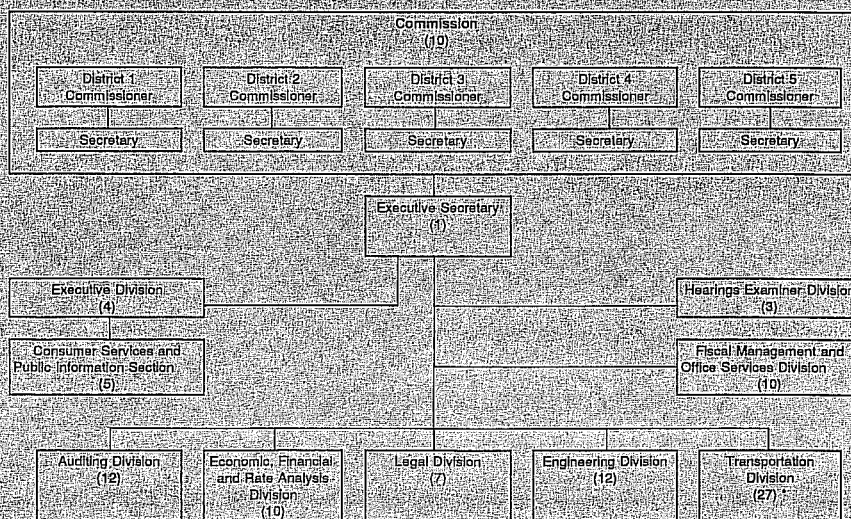 Commission
(10)
District 1
Commissioner
District 2
Commissioner
District 3
Commissioner
District 4
Commissioner
District 5
Commissioner
Secretary
Secretary
Secretary
Secretary
Secretary
Executive Secretary
(1)
Executive Division
(4)
Hearings Examiner Division
(3)
Consumer Services and
Public Information Section
(5)
Fiscal Management and
Office Services Division
(10)
Auditing Division
(12)
Economic, Financial
and Rate Analysis
Division
(10)
Legal Division
(7)
Engineering Division
(12)
Transportation
Division
(27) *